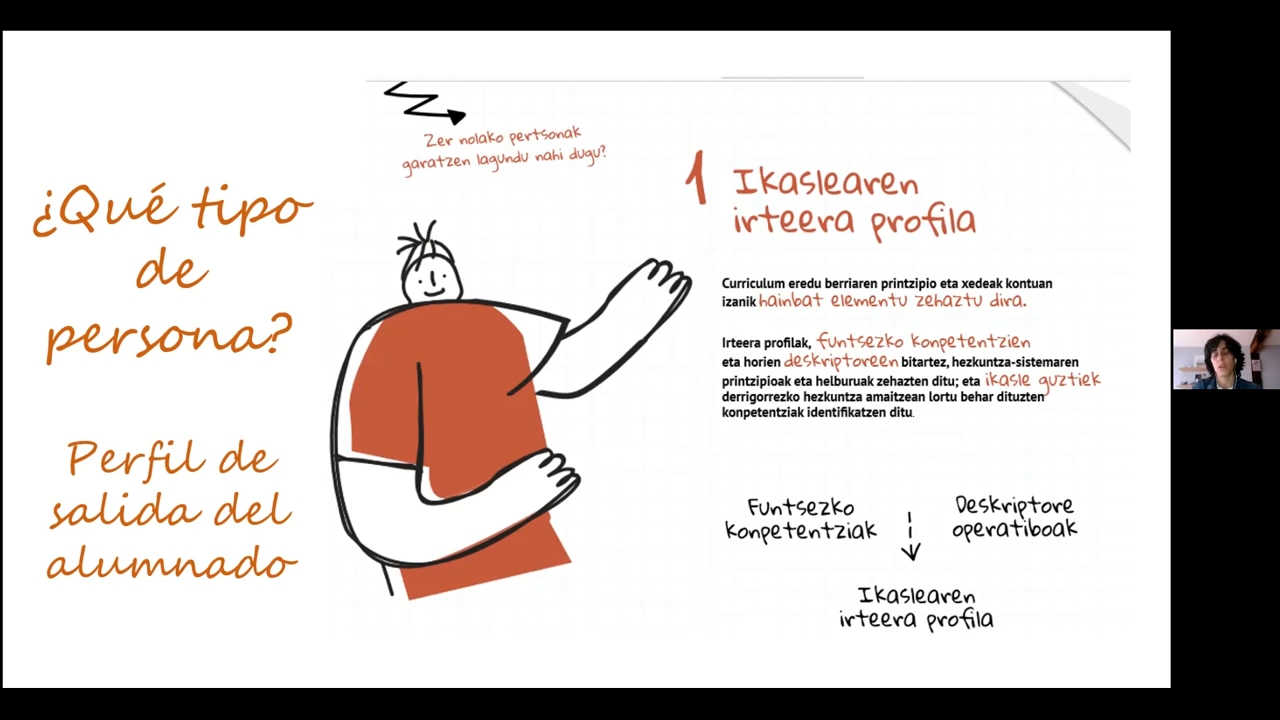 ¿Qué tipo
de
persona?
Perfil de
salida del
alumnado
Zer nolako pertsonak
garatzen lagundu nahi dugu?
1 Ikaslearen
irteera profila
Curriculum eredu berriaren printzipio eta xedeak kontuan
izanik hainbat elementu zehaztu dira.
Irteera profilak, funtsezko konpetentzien
eta horien deskriptoreen bitartez, hezkuntza-sistemaren
printzipioak eta helburuak zehazten ditu; eta ikasle guztiek
derrigorrezko hezkuntza amaitzean lortu behar dituzten
konpetentziak identifikatzen ditu.
Funtsezko
konpetentziak
Deskriptore
operatiboak
Ikaslearen
irteera profila